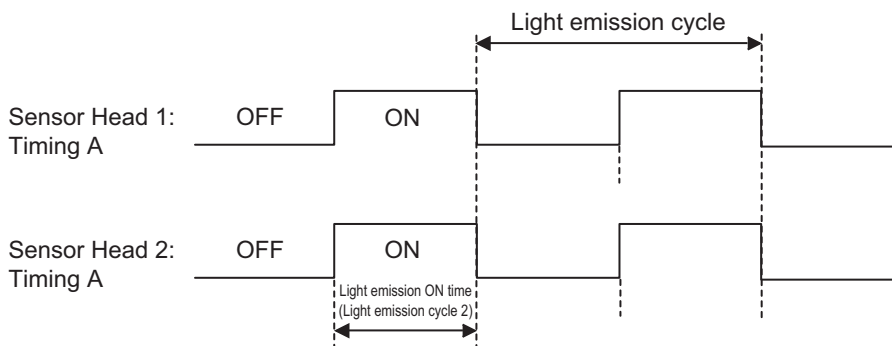 Light emission cycle
Sensor Head 1:
Timing A
OFF
ON
Sensor Head 2:
Timing A
OFF
ON
Light emission ON time
(Light emission cycle 2)